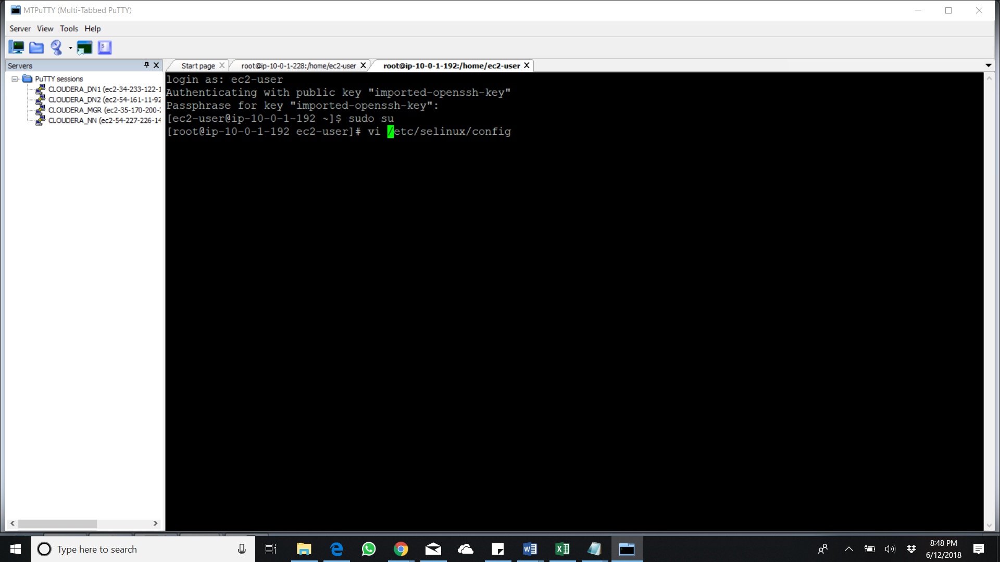 MTPuTTY (Multi-Tabbed PuTTY)
Server View Tools Help
Servers
PuTTY sessions
CLOUDERA_DN1 (ec2-34-233-122-1
CLOUDERA_DN2 (ec2-54-161-11-92
CLOUDERA_MGR (ec2-35-170-200-
CLOUDERA_NN (ec2-54-227-226-14
Start page root@ip-10-0-1-228:/home/ec2-user root@ip-10-0-1-192:/home/ec2-user
login as: ec2-user
Authenticating with public key "imported-openssh-key"
Passphrase for key "imported-openssh-key":
[ec2-user@ip-10-0-1-192 ~]$ sudo su
[root@ip-10-0-1-192 ec2-user]# vi /etc/selinux/config
Type here to search
8:48 PM
6/12/2018